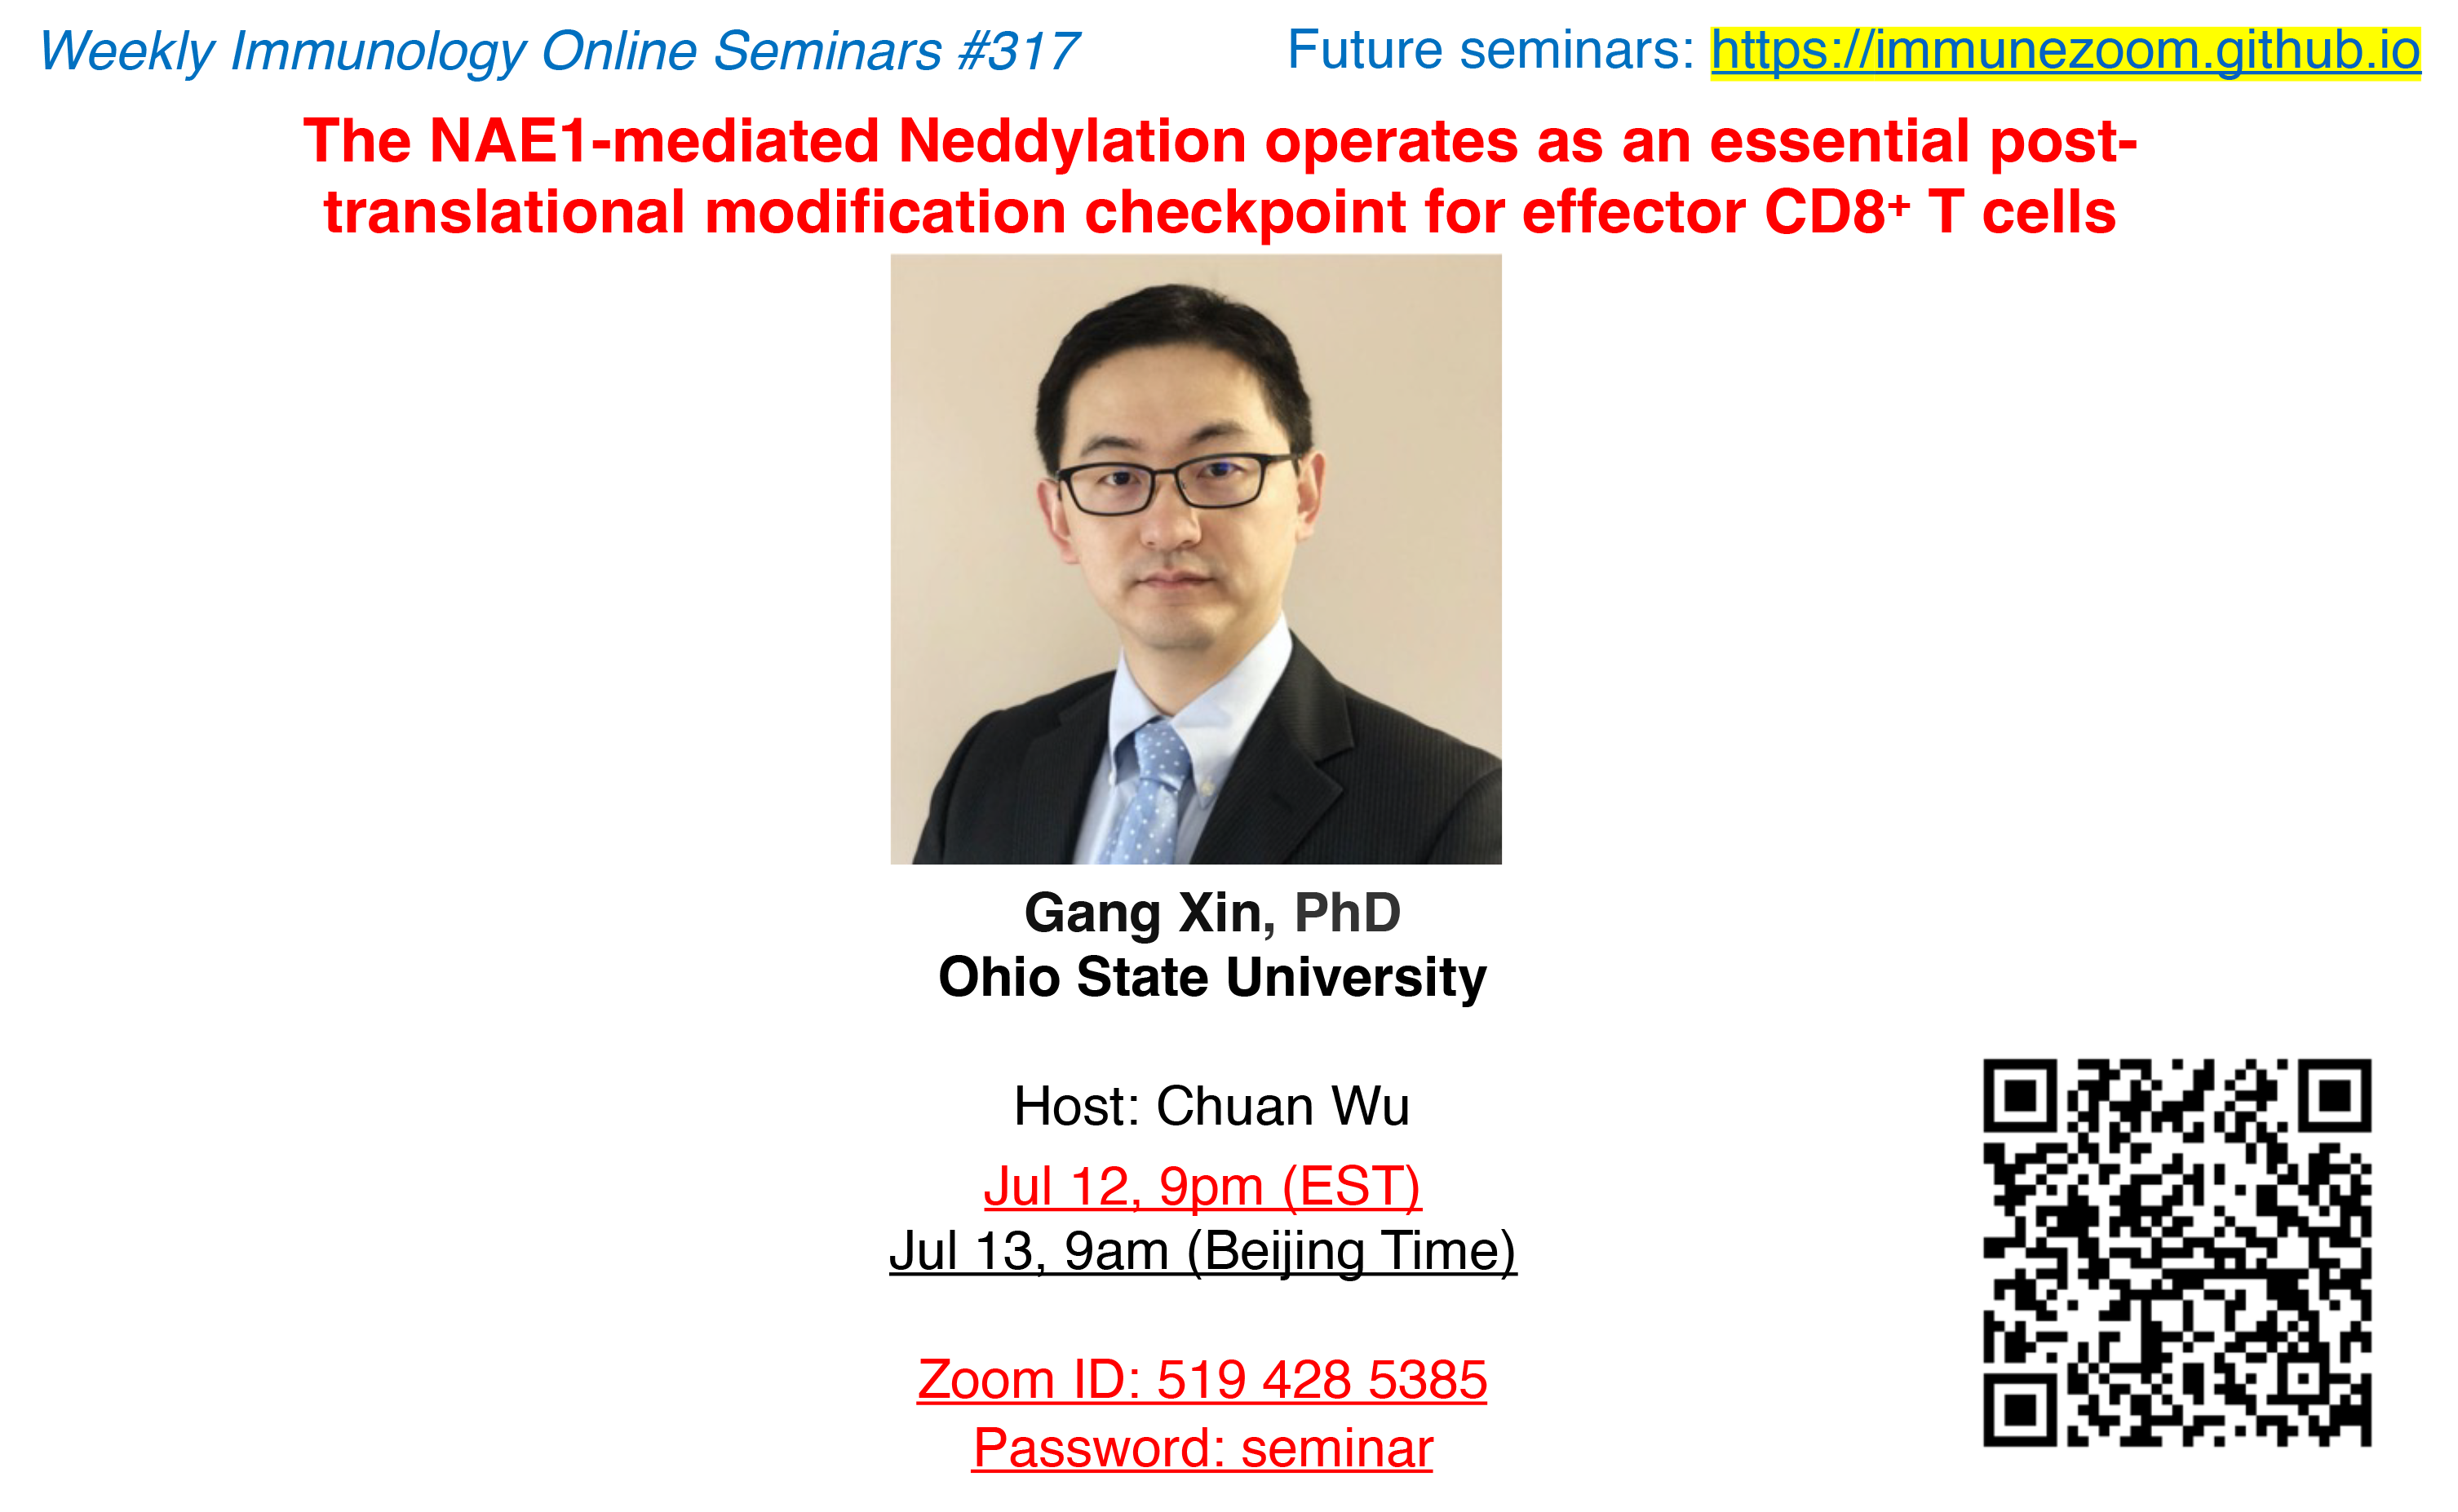 Weekly Immunology Online Seminars #317
Future seminars: https://immunezoom.github.io
The NAE1-mediated Neddylation operates as an essential post-
translational modification checkpoint for effector CD8⁺ T cells
Gang Xin, PhD
Ohio State University
Host: Chuan Wu
Jul 12, 9pm (EST)
Jul 13, 9am (Beijing Time)
Zoom ID: 519 428 5385
Password: seminar